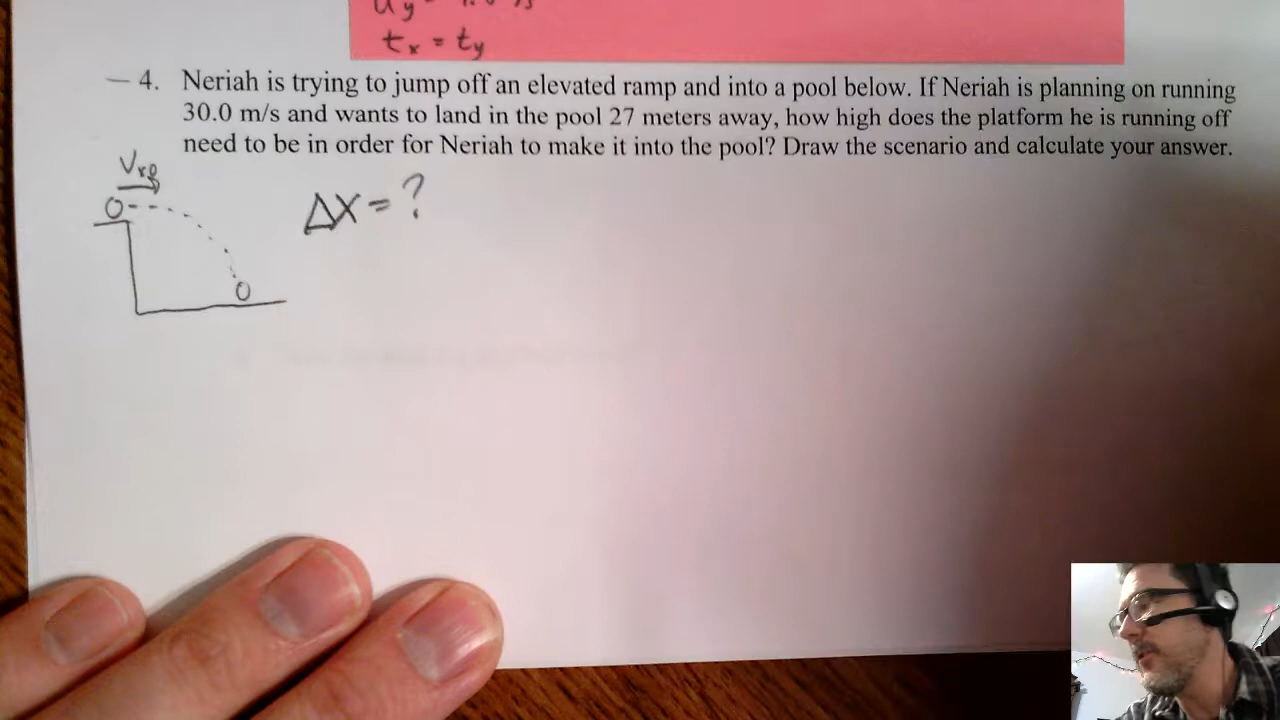 tx = ty
4. Neriah is trying to jump off an elevated ramp and into a pool below. If Neriah is planning on running
30.0 m/s and wants to land in the pool 27 meters away, how high does the platform he is running off
need to be in order for Neriah to make it into the pool? Draw the scenario and calculate your answer.
ΔX = ?